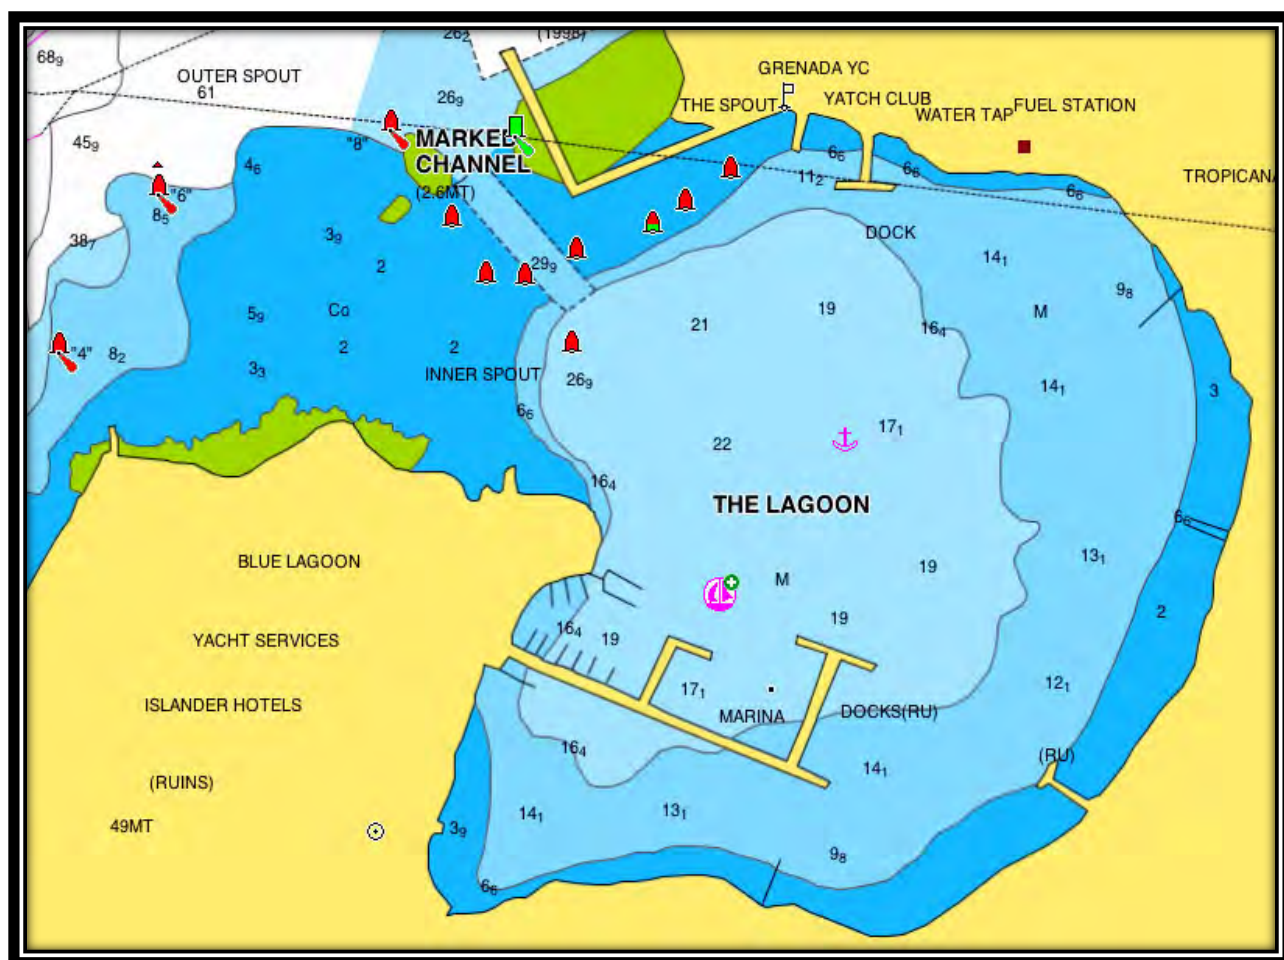 26₂
(1998)
68₉
GRENADA YC
OUTER SPOUT
61
26₉
THE SPOUT
YATCH CLUB
WATER TAP
FUEL STATION
"8"
MARKED
CHANNEL
(2.6MT)
45₉
4₆
6₆
11₂
6₆
6₆
TROPICANA
"6"
8₅
38₇
3₉
DOCK
2
29₉
14₁
9₈
5₉
Co
21
19
16₄
M
"4"
8₂
2
2
3₃
INNER SPOUT
26₉
14₁
3
6₆
22
17₁
16₄
THE LAGOON
6₆
BLUE LAGOON
M
19
13₁
YACHT SERVICES
16₄
19
19
2
ISLANDER HOTELS
17₁
MARINA
DOCKS(RU)
12₁
16₄
14₁
(RU)
(RUINS)
49MT
3₉
14₁
13₁
9₈
6₆